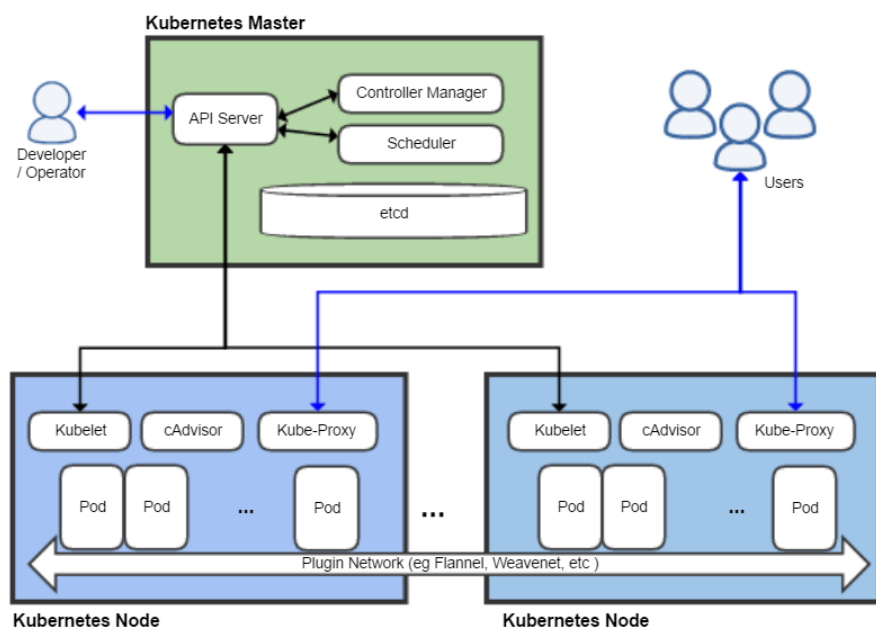 Kubernetes Master
Controller Manager
API Server
Scheduler
Developer
/ Operator
etcd
Users
Kubelet
cAdvisor
Kube-Proxy
Kubelet
cAdvisor
Kube-Proxy
Pod
Pod
...
Pod
...
Pod
Pod
...
Pod
Plugin Network (eg Flannel, Weavenet, etc )
Kubernetes Node
Kubernetes Node